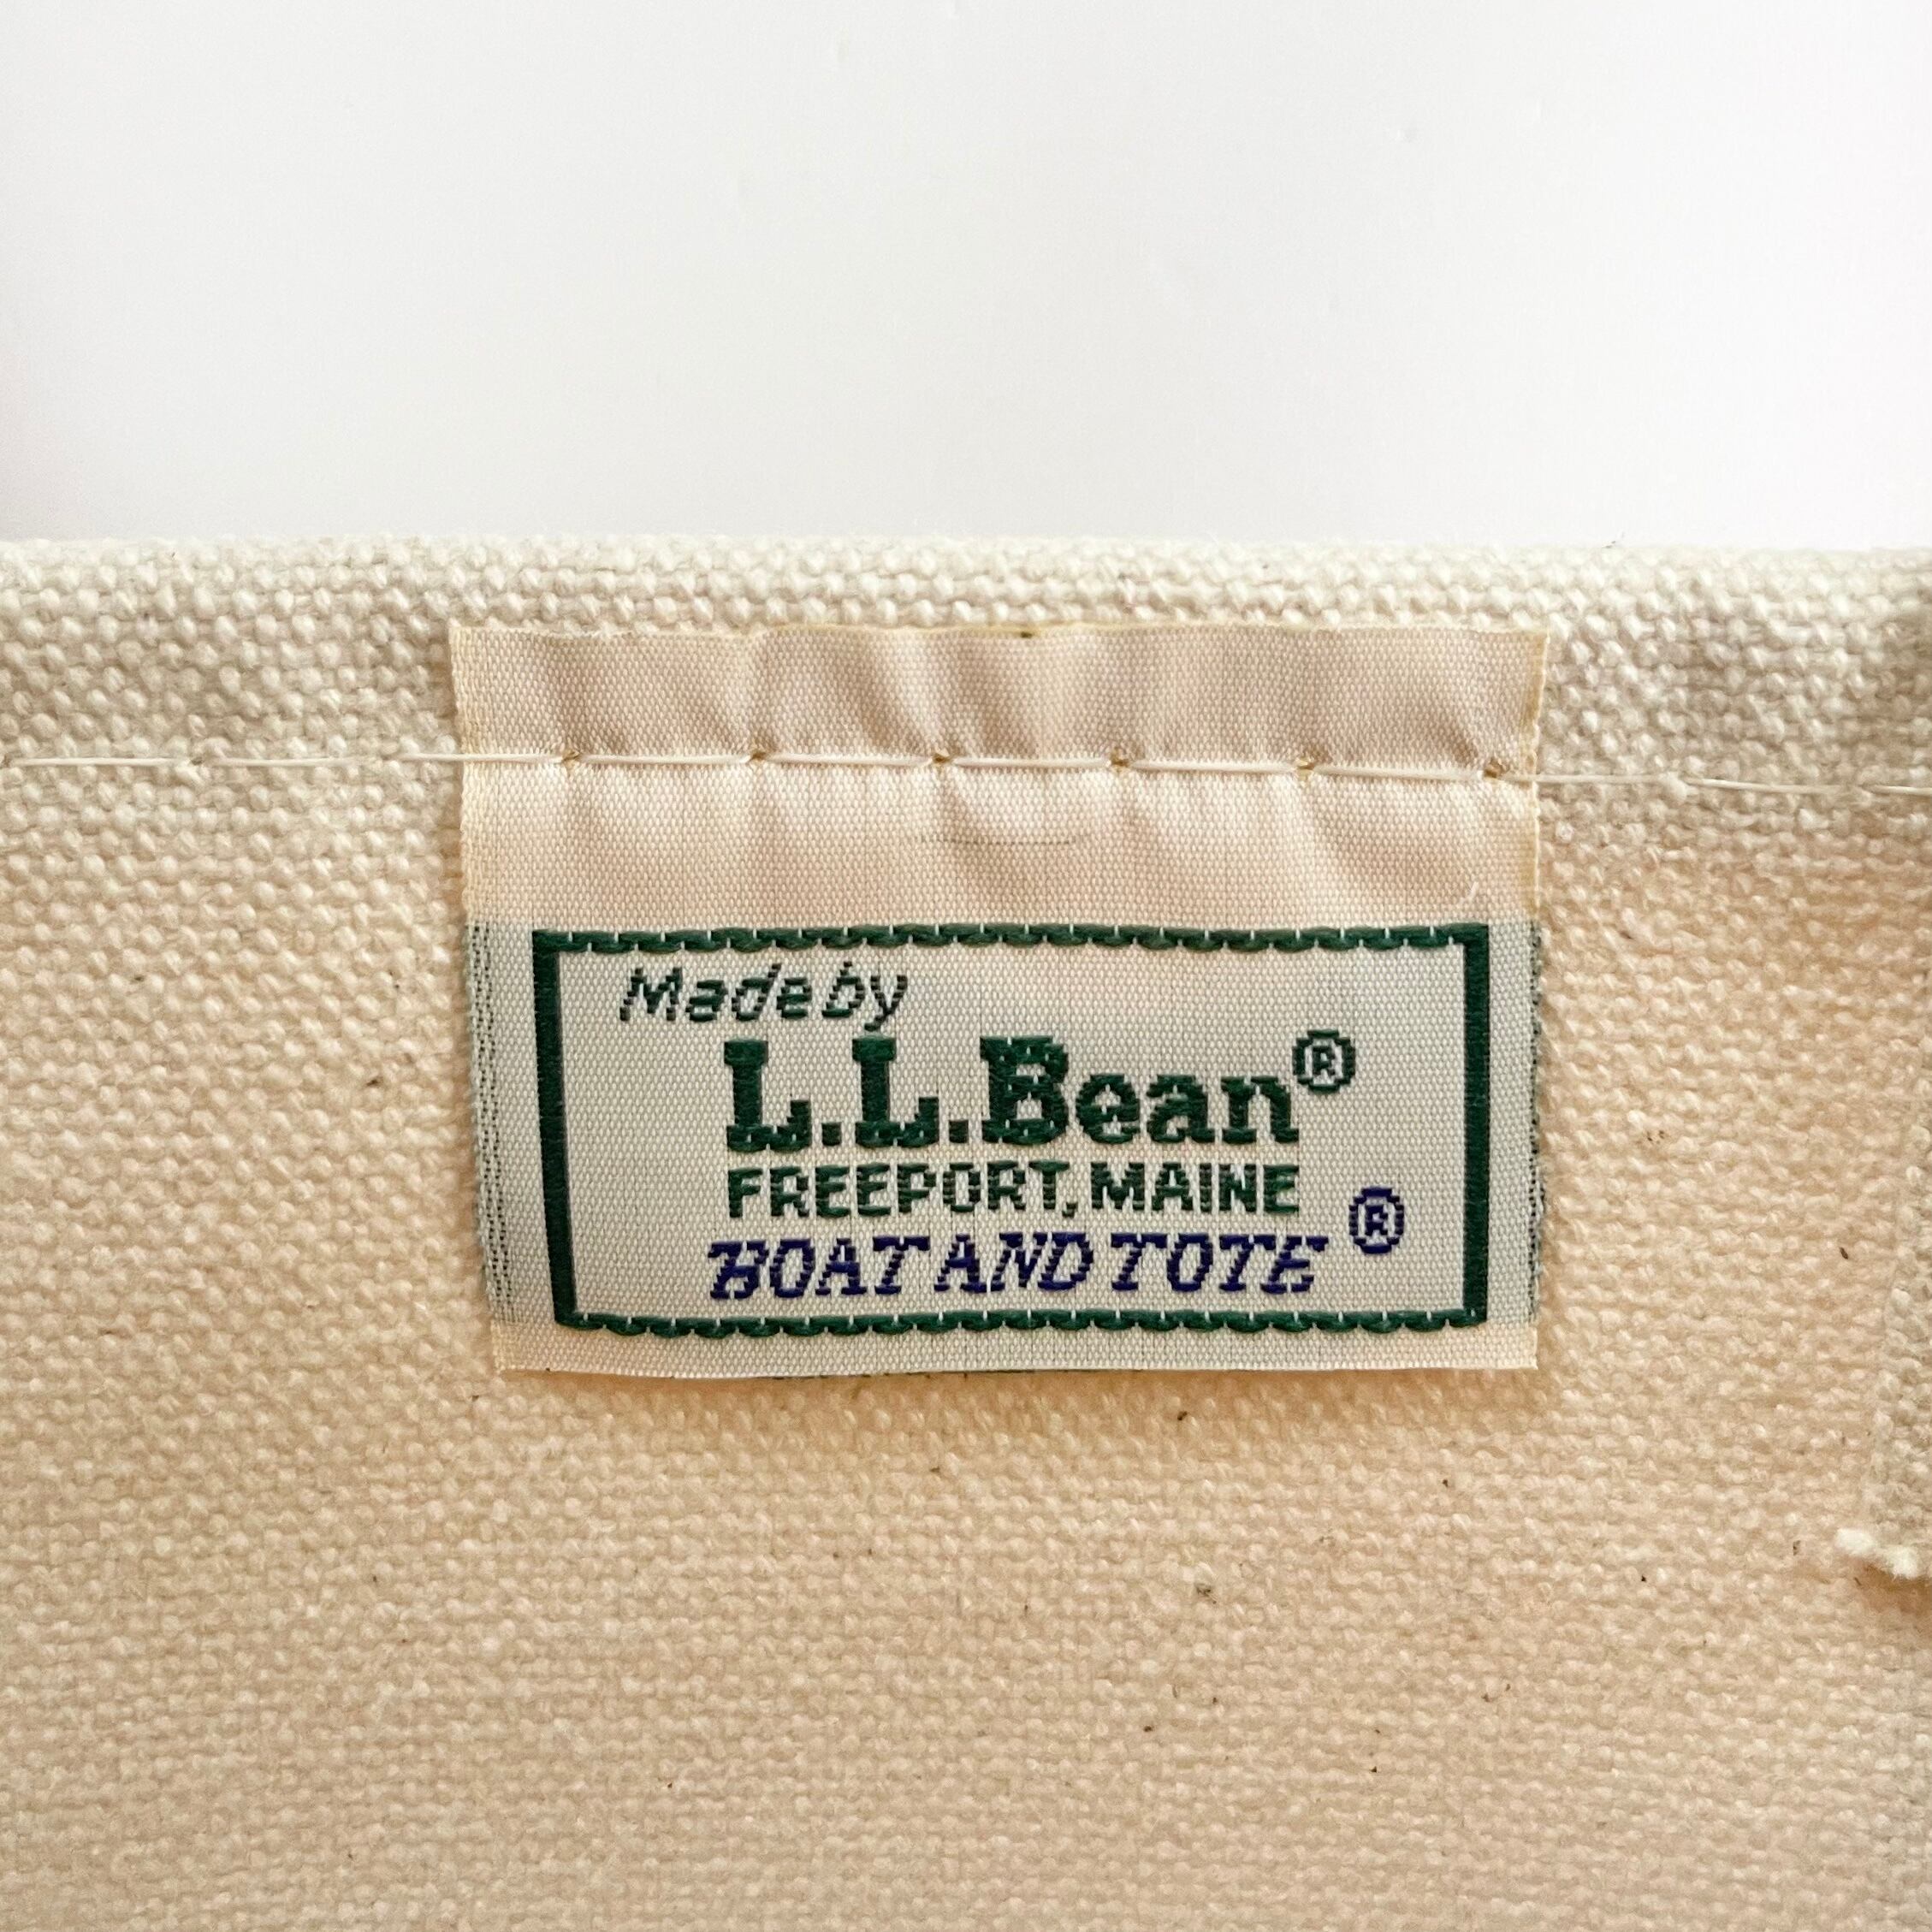 Made by
L.L.Bean®
FREEPORT, MAINE
BOAT AND TOTE ®